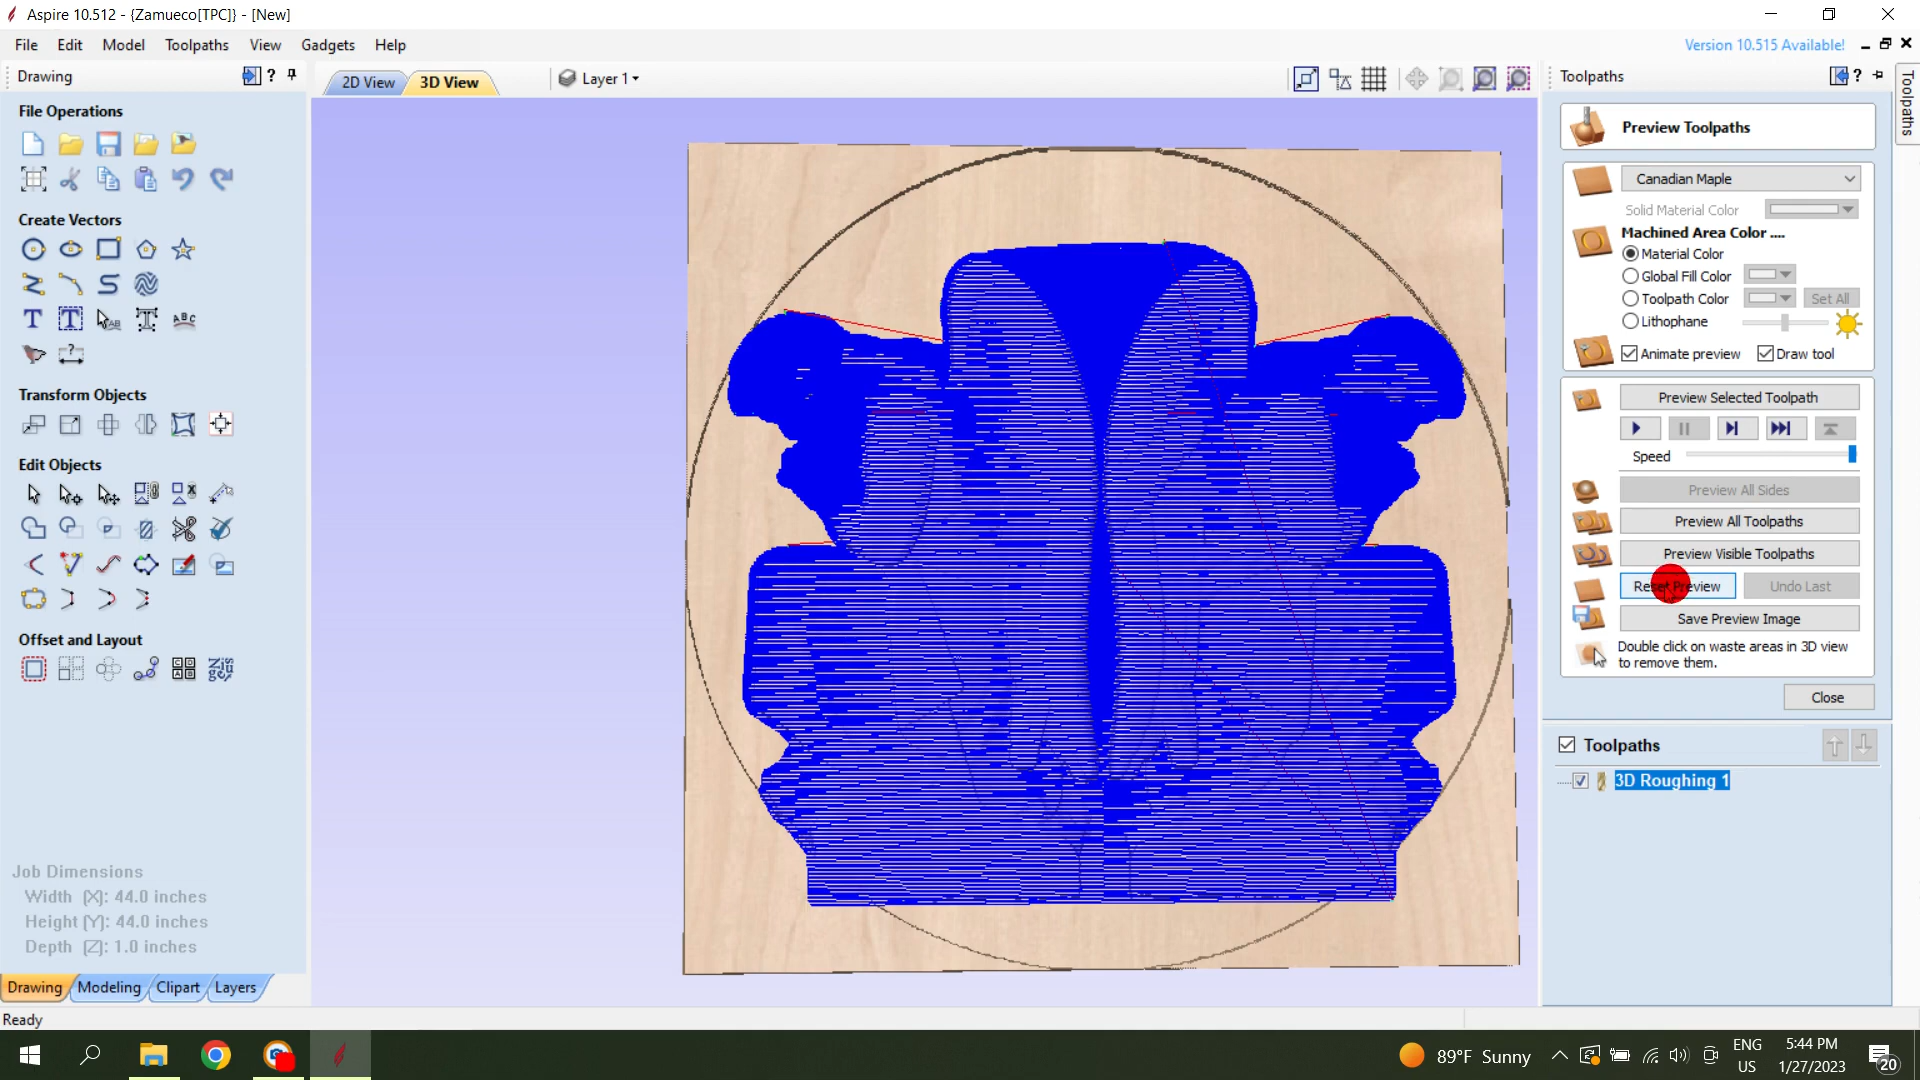 Aspire 10.512 - {Zamueco[TPC]} - [New]
File Edit Model Toolpaths View Gadgets Help
Version 10.515 Available!
Drawing
File Operations
Create Vectors
Transform Objects
Edit Objects
Offset and Layout
Job Dimensions
Width (X): 44.0 inches
Height (Y): 44.0 inches
Depth (Z): 1.0 inches
Drawing Modeling Clipart Layers
Ready
2D View 3D View Layer 1
Toolpaths
Toolpaths
Preview Toolpaths
Canadian Maple
Solid Material Color
Machined Area Color ....
Material Color
Global Fill Color
Toolpath Color Set All
Lithophane
Animate preview Draw tool
Preview Selected Toolpath
Speed
Preview All Sides
Preview All Toolpaths
Preview Visible Toolpaths
Reset Preview Undo Last
Save Preview Image
Double click on waste areas in 3D view
to remove them.
Close
Toolpaths
3D Roughing 1
89°F Sunny
ENG
US
5:44 PM
1/27/2023
20